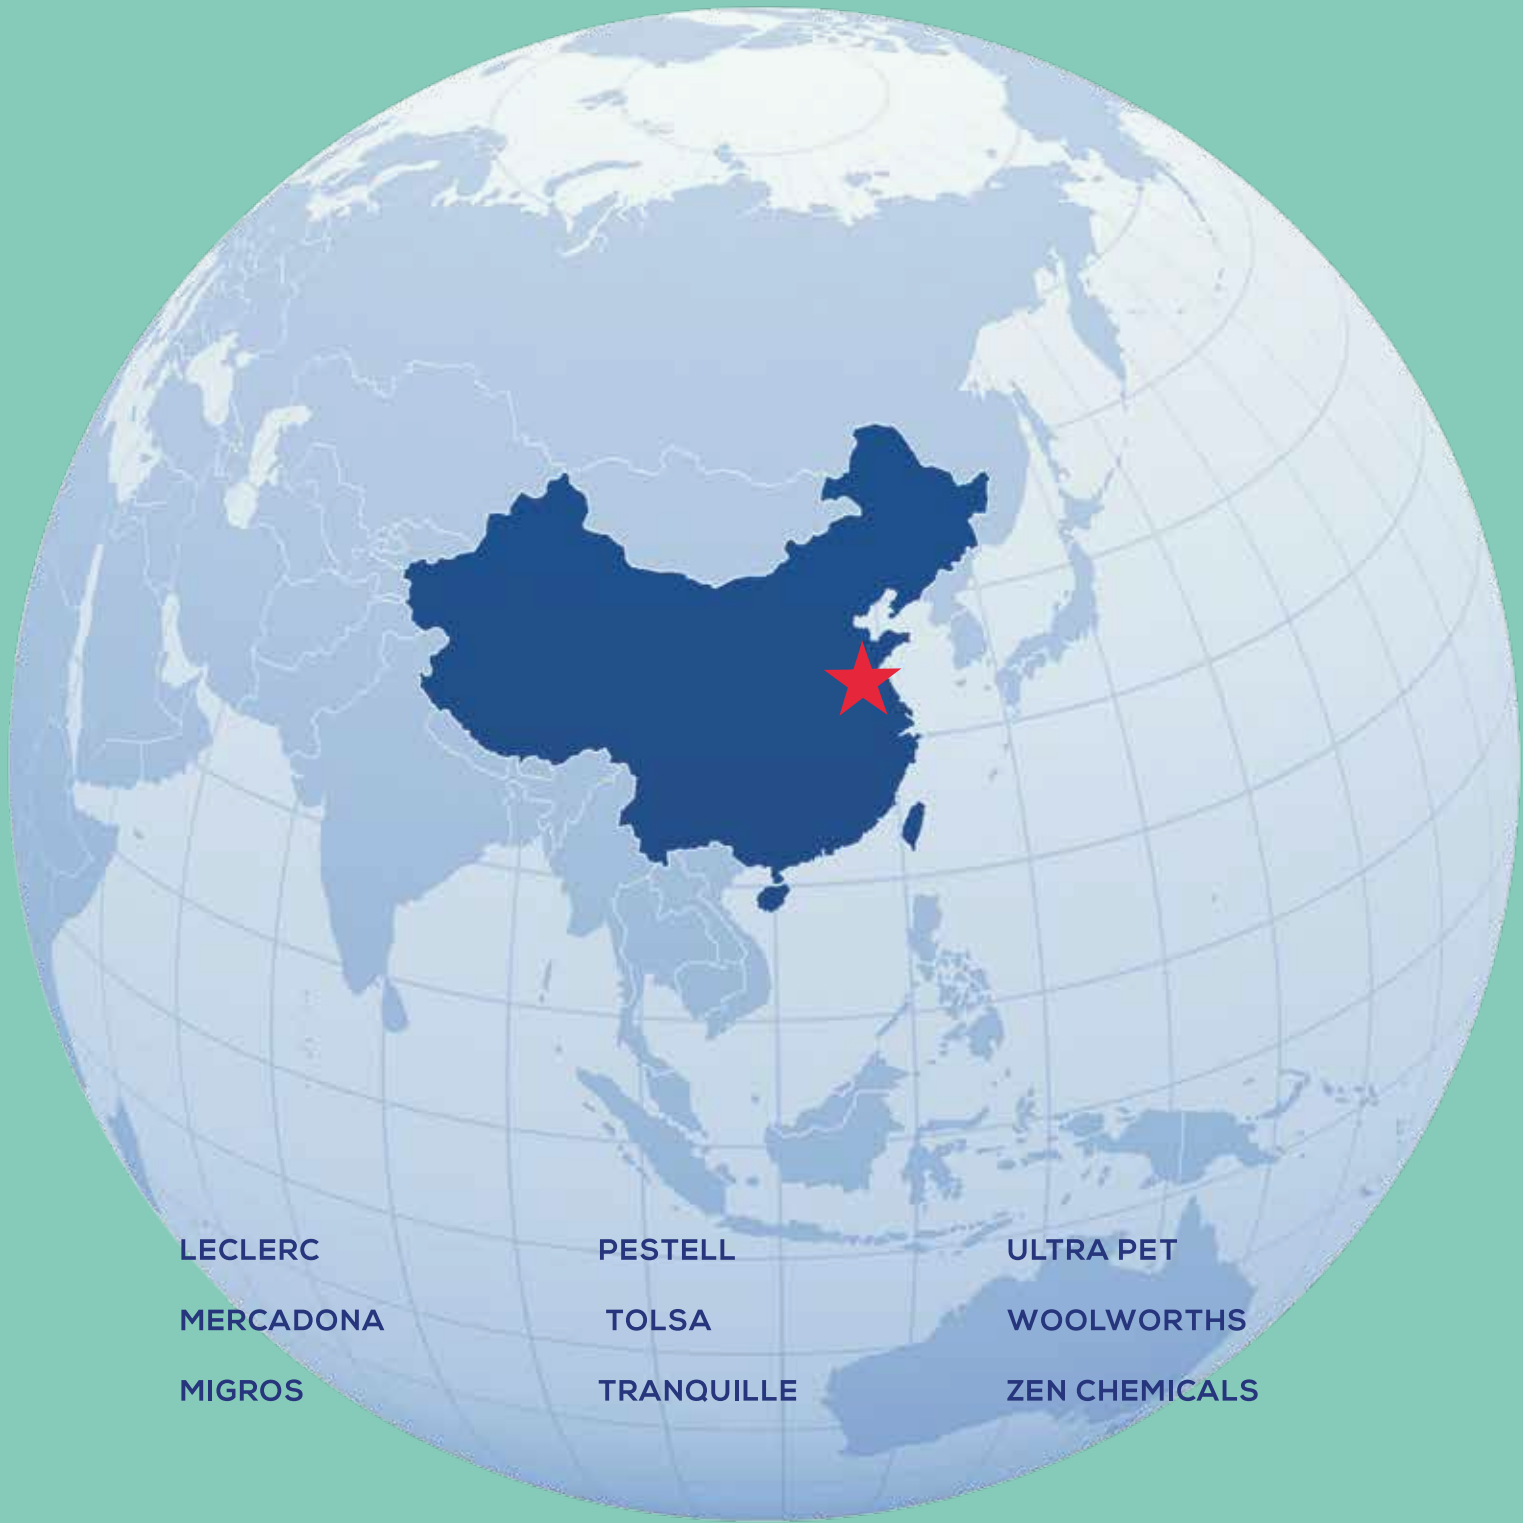 LECLERC
MERCADONA
MIGROS
PESTELL
TOLSA
TRANQUILLE
ULTRA PET
WOOLWORTHS
ZEN CHEMICALS